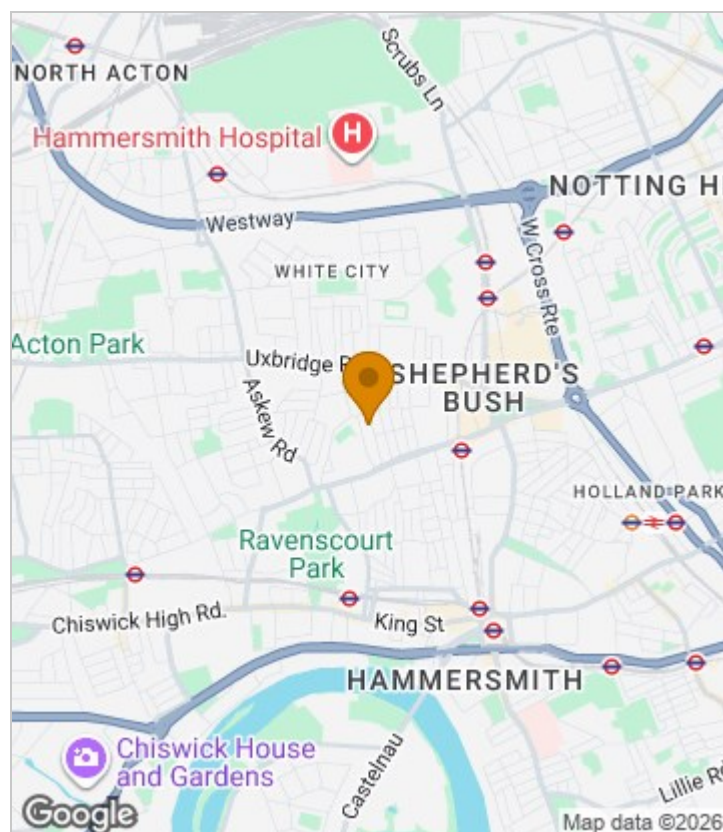 Scrubs Ln
NORTH ACTON
Hammersmith Hospital
H
NOTTING H
Westway
W Cross Rte
WHITE CITY
Acton Park
Uxbridge
SHEPHERD'S
BUSH
Askew Rd
HOLLAND PARK
Ravenscourt
Park
Chiswick High Rd.
King St
HAMMERSMITH
Chiswick House
and Gardens
Castelnau
Lillie Rd
Google
Map data ©2026